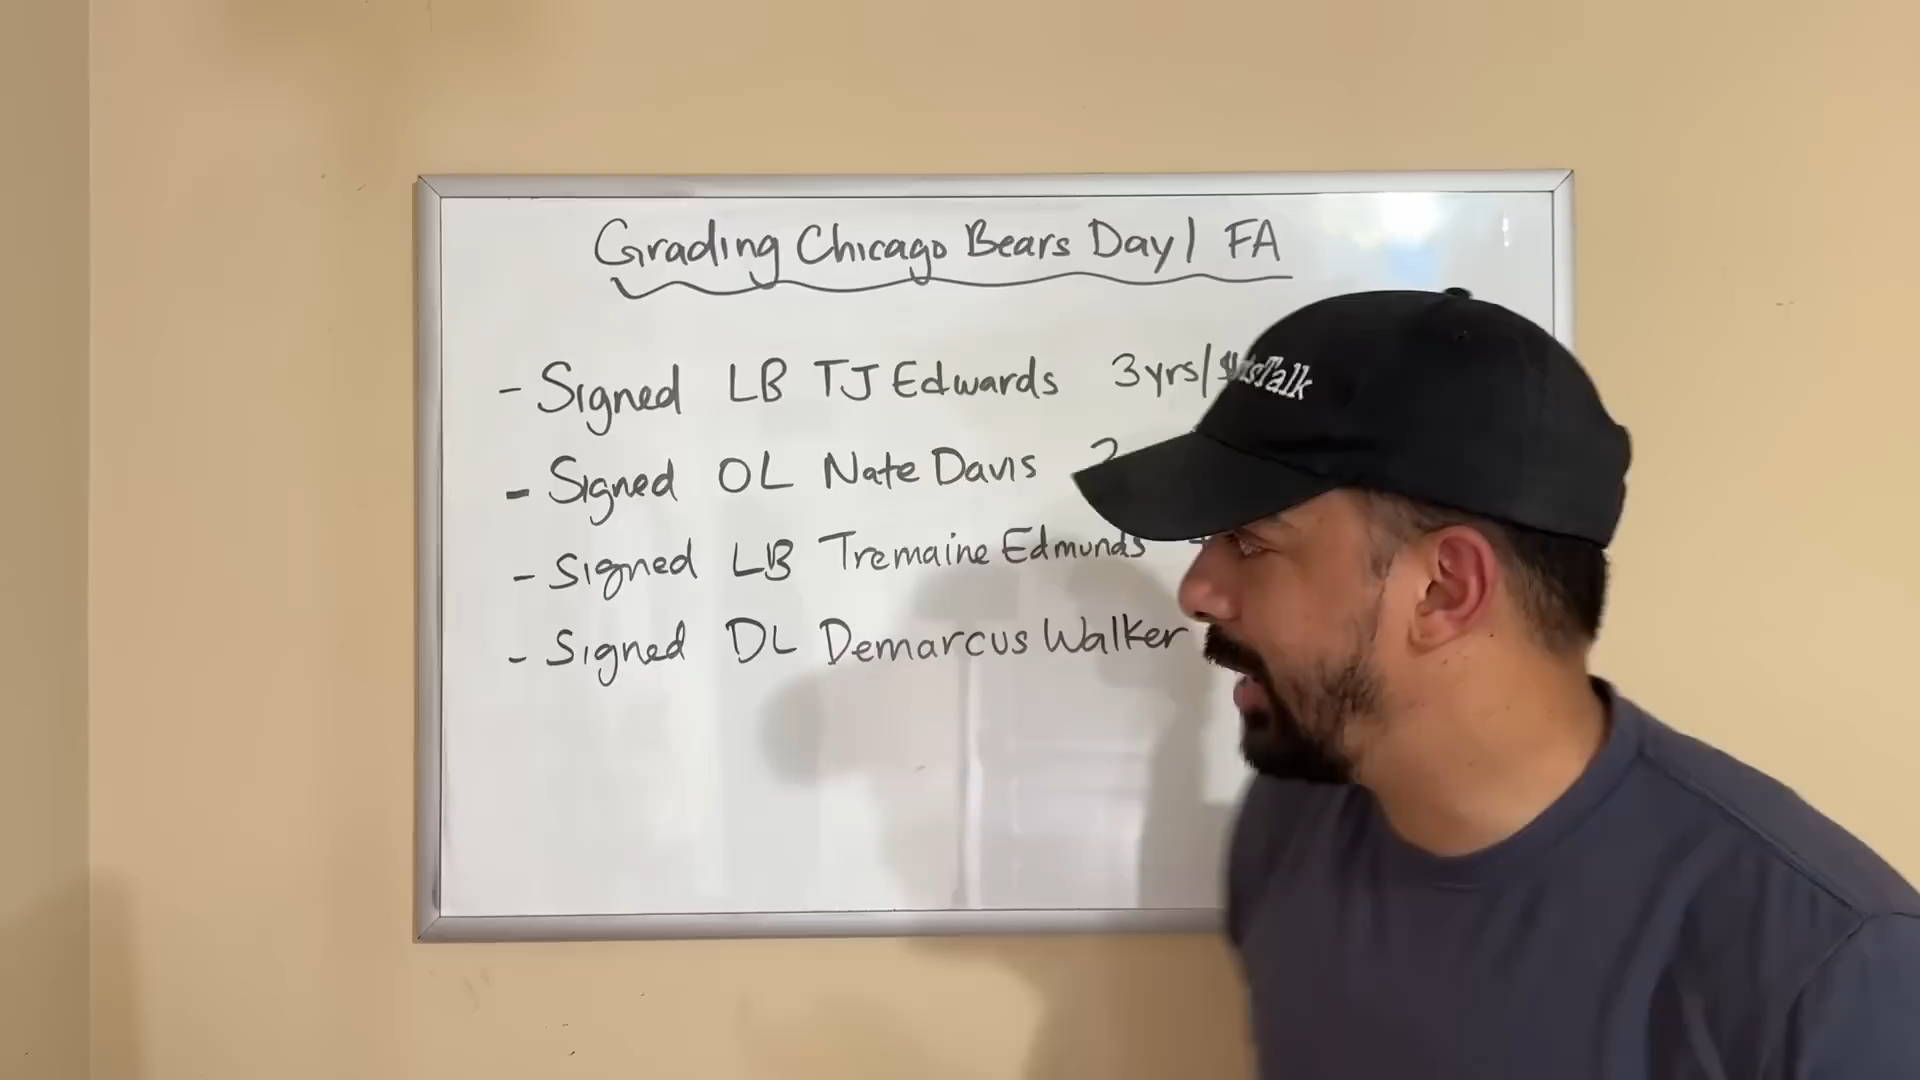 Grading Chicago Bears Day 1 FA
- Signed LB TJ Edwards 3yrs/$
- Signed OL Nate Davis
- Signed LB Tremaine Edmunds
- Signed DL Demarcus Walker
Talk